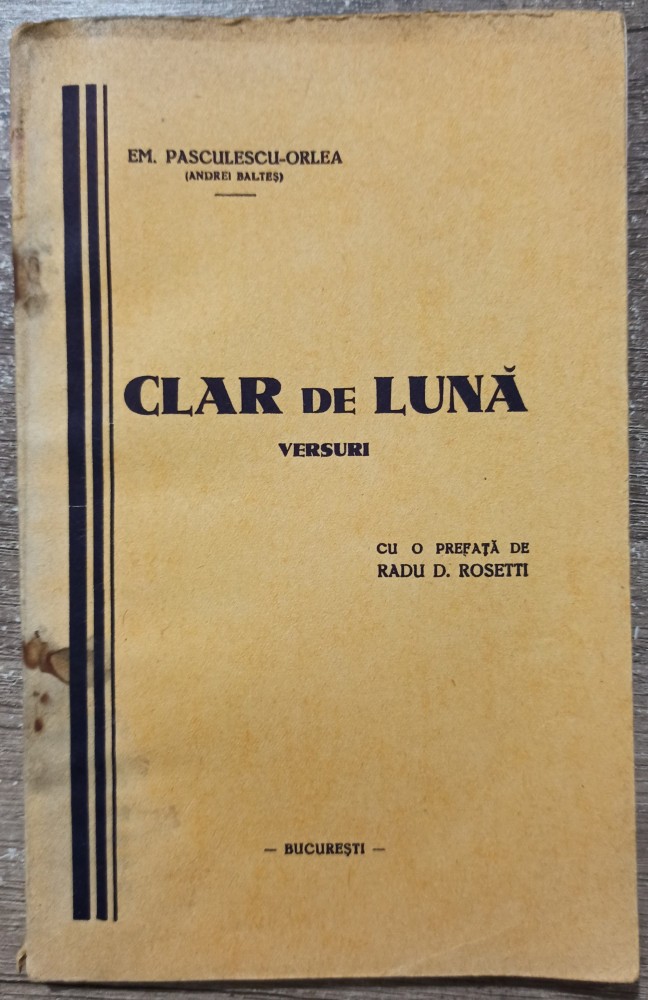 EM. PASCULESCU-ORLEA
(ANDREI BALTEȘ)
CLAR DE LUNĂ
VERSURI
CU O PREFAȚĂ DE
RADU D. ROSETTI
— BUCUREȘTI —